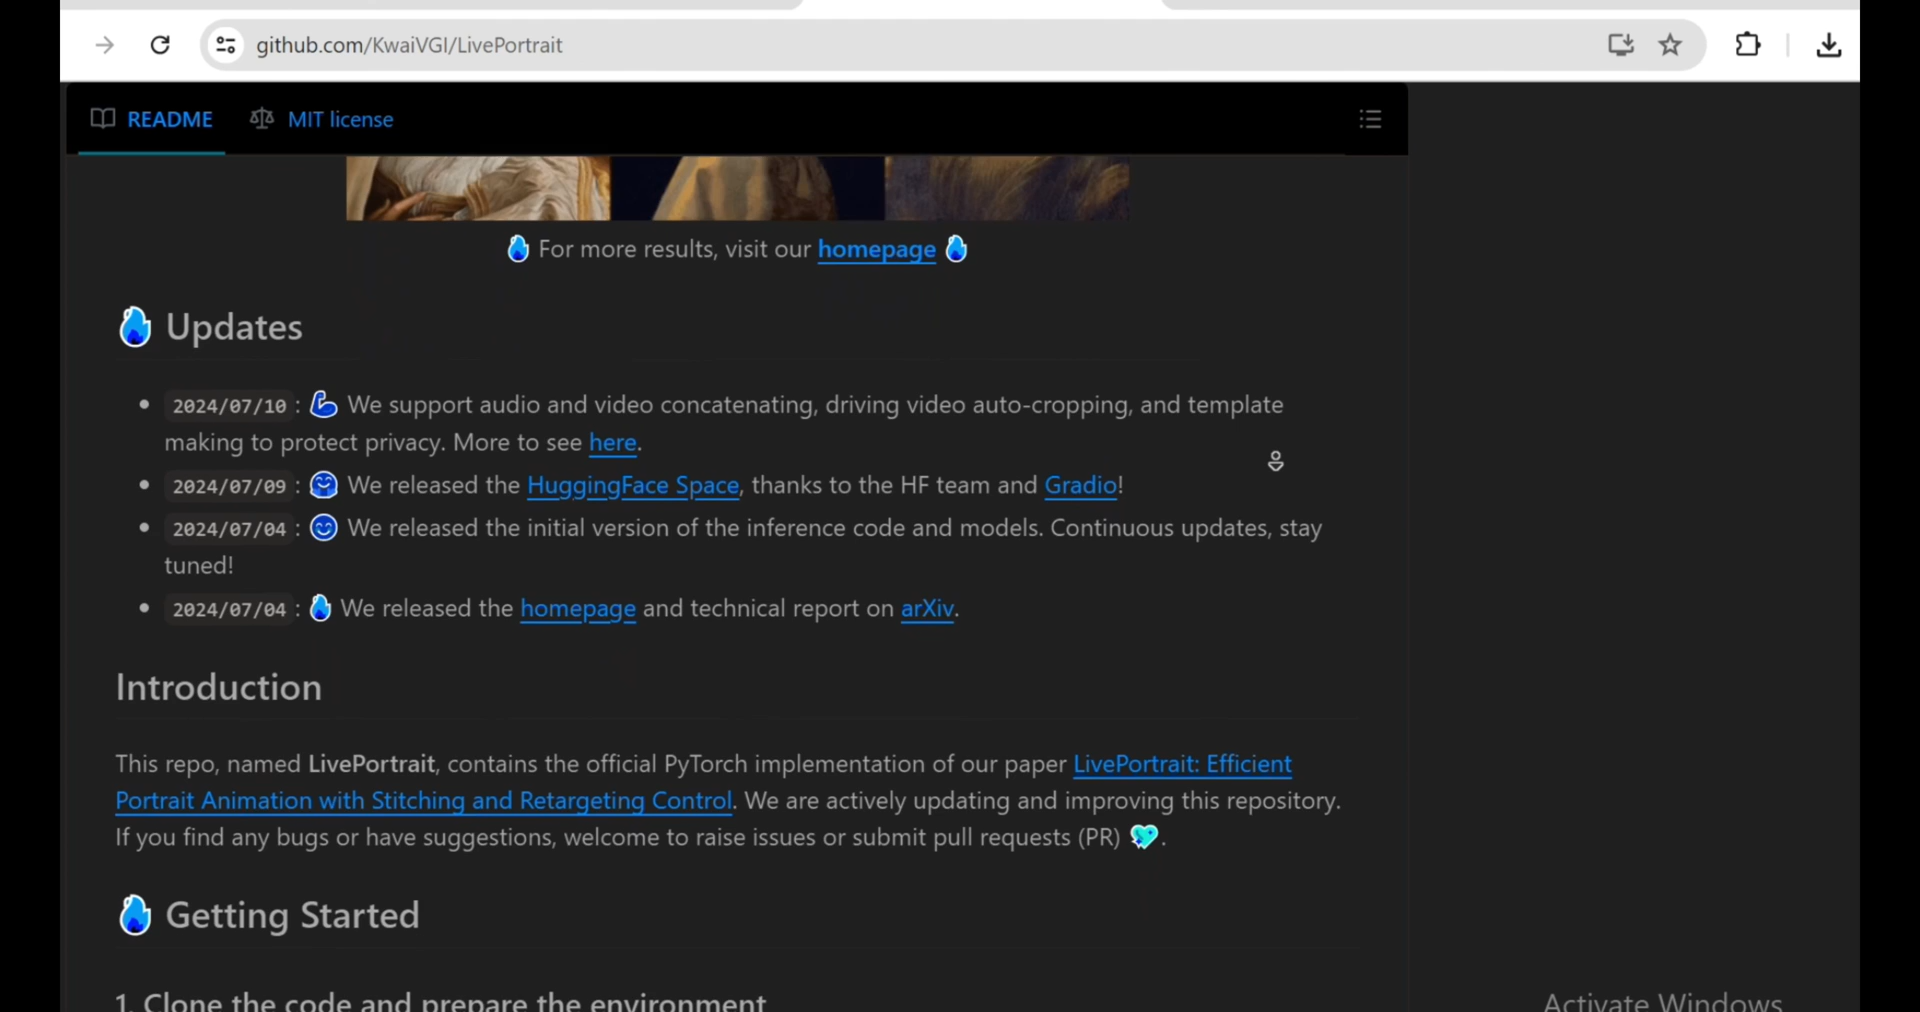 github.com/KwaiVGI/LivePortrait
README MIT license
For more results, visit our homepage
Updates
2024/07/10 : We support audio and video concatenating, driving video auto-cropping, and template
making to protect privacy. More to see here.
2024/07/09 : We released the HuggingFace Space, thanks to the HF team and Gradio!
2024/07/04 : We released the initial version of the inference code and models. Continuous updates, stay
tuned!
2024/07/04 : We released the homepage and technical report on arXiv.
Introduction
This repo, named LivePortrait, contains the official PyTorch implementation of our paper LivePortrait: Efficient
Portrait Animation with Stitching and Retargeting Control. We are actively updating and improving this repository.
If you find any bugs or have suggestions, welcome to raise issues or submit pull requests (PR) .
Getting Started
1. Clone the code and prepare the environment
Activate Windows